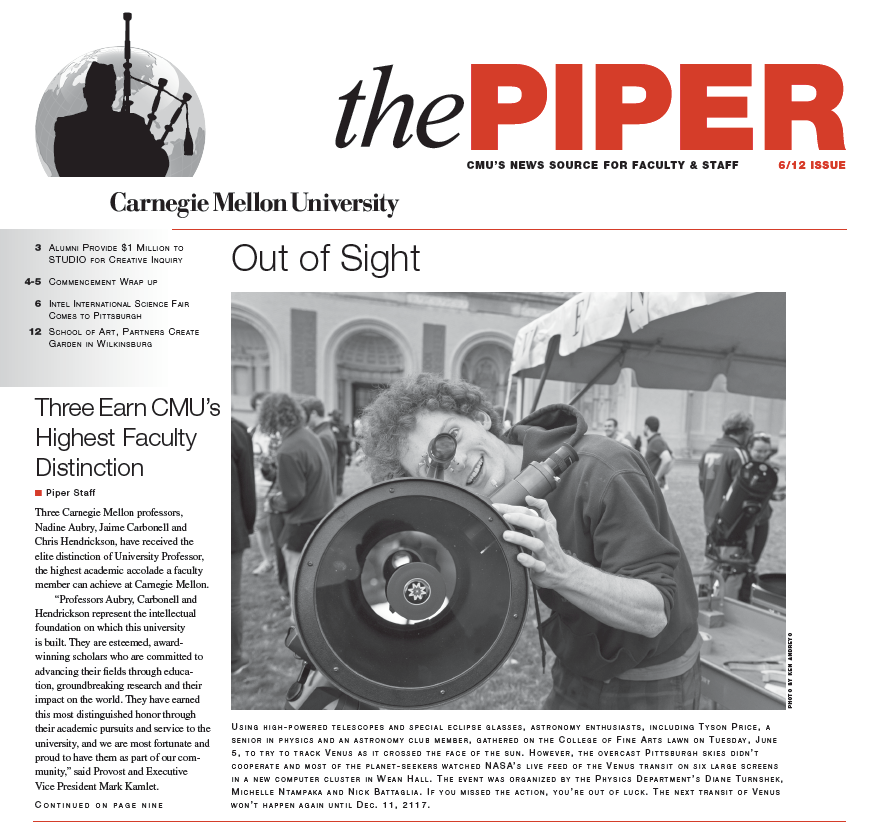 thePIPER
CMU'S NEWS SOURCE FOR FACULTY & STAFF 6/12 ISSUE
Carnegie Mellon University
3 Alumni Provide $1 Million to
STUDIO for Creative Inquiry
4-5 Commencement Wrap up
6 Intel International Science Fair
Comes to Pittsburgh
12 School of Art, Partners Create
Garden in Wilkinsburg
Three Earn CMU's
Highest Faculty
Distinction
Piper Staff
Three Carnegie Mellon professors,
Nadine Aubry, Jaime Carbonell and
Chris Hendrickson, have received the
elite distinction of University Professor,
the highest academic accolade a faculty
member can achieve at Carnegie Mellon.
"Professors Aubry, Carbonell and
Hendrickson represent the intellectual
foundation on which this university
is built. They are esteemed, award-
winning scholars who are committed to
advancing their fields through educa-
tion, groundbreaking research and their
impact on the world. They have earned
this most distinguished honor through
their academic pursuits and service to the
university, and we are most fortunate and
proud to have them as part of our com-
munity," said Provost and Executive
Vice President Mark Kamlet.
Continued on page nine
Out of Sight
Photo by Ken Andreyo
Using high-powered telescopes and special eclipse glasses, astronomy enthusiasts, including Tyson Price, a
senior in physics and an astronomy club member, gathered on the College of Fine Arts lawn on Tuesday, June
5, to try to track Venus as it crossed the face of the sun. However, the overcast Pittsburgh skies didn't
cooperate and most of the planet-seekers watched NASA's live feed of the Venus transit on six large screens
in a new computer cluster in Wean Hall. The event was organized by the Physics Department's Diane Turnshek,
Michelle Ntampaka and Nick Battaglia. If you missed the action, you're out of luck. The next transit of Venus
won't happen again until Dec. 11, 2117.